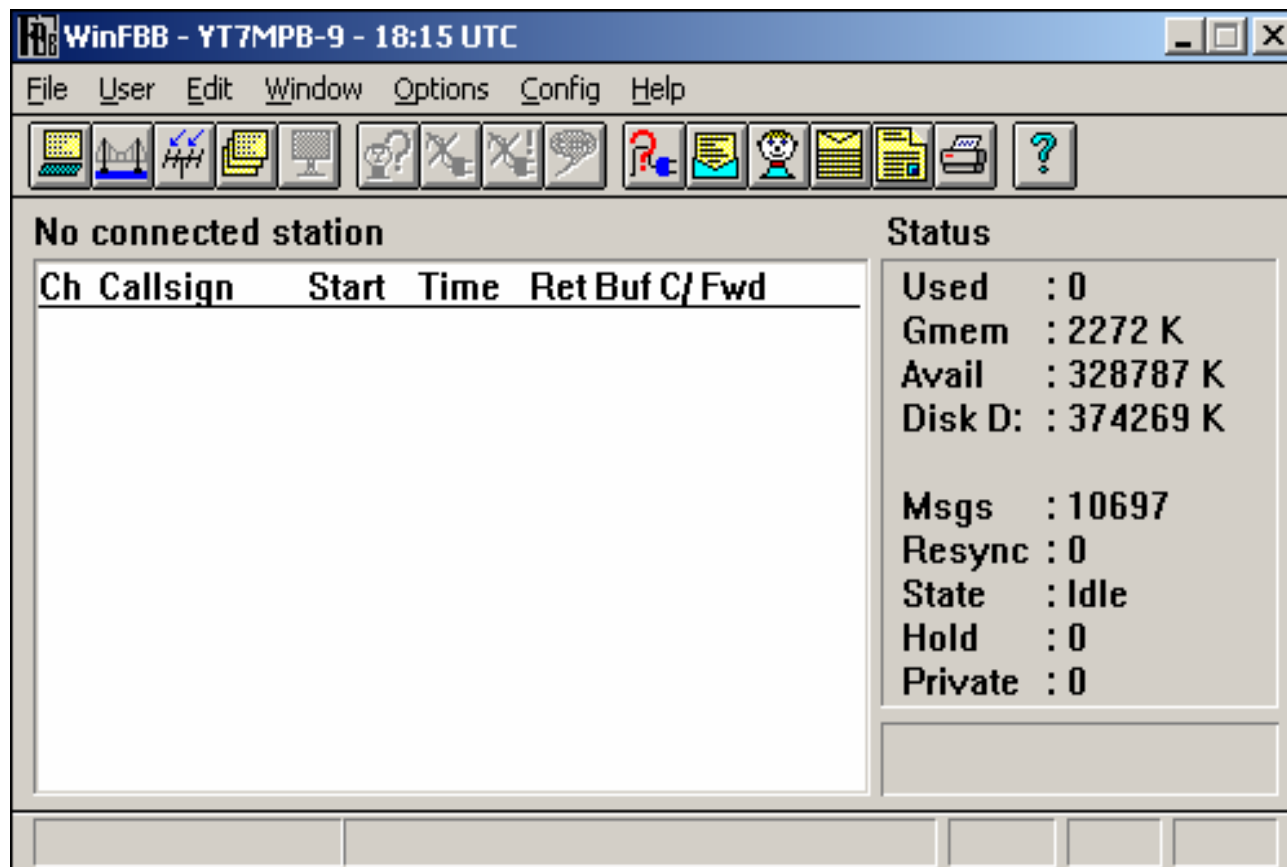 WinFBB - YT7MPB-9 - 18:15 UTC
File User Edit Window Options Config Help
No connected station
Ch Callsign Start Time Ret Buf C/ Fwd
Status
Used : 0
Gmem : 2272 K
Avail : 328787 K
Disk D: : 374269 K
Msgs : 10697
Resync : 0
State : Idle
Hold : 0
Private : 0